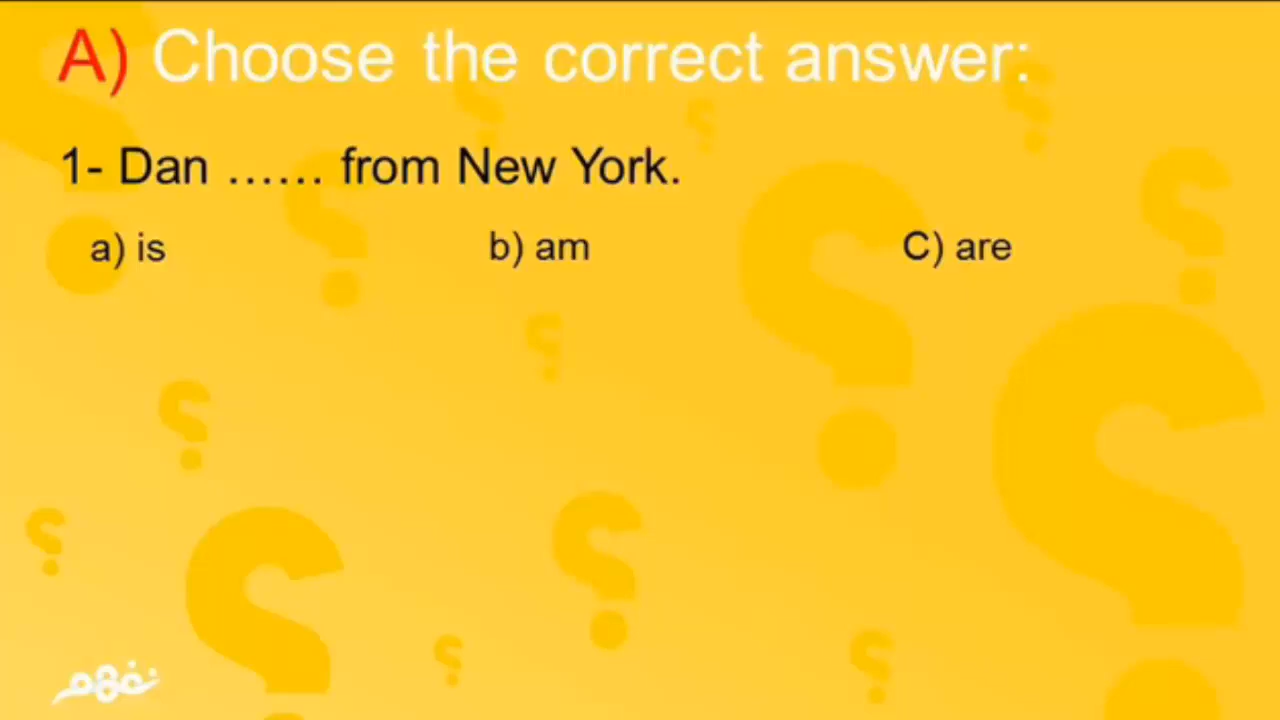 A) Choose the correct answer:
1- Dan ...... from New York.
a) is b) am C) are
نفهم